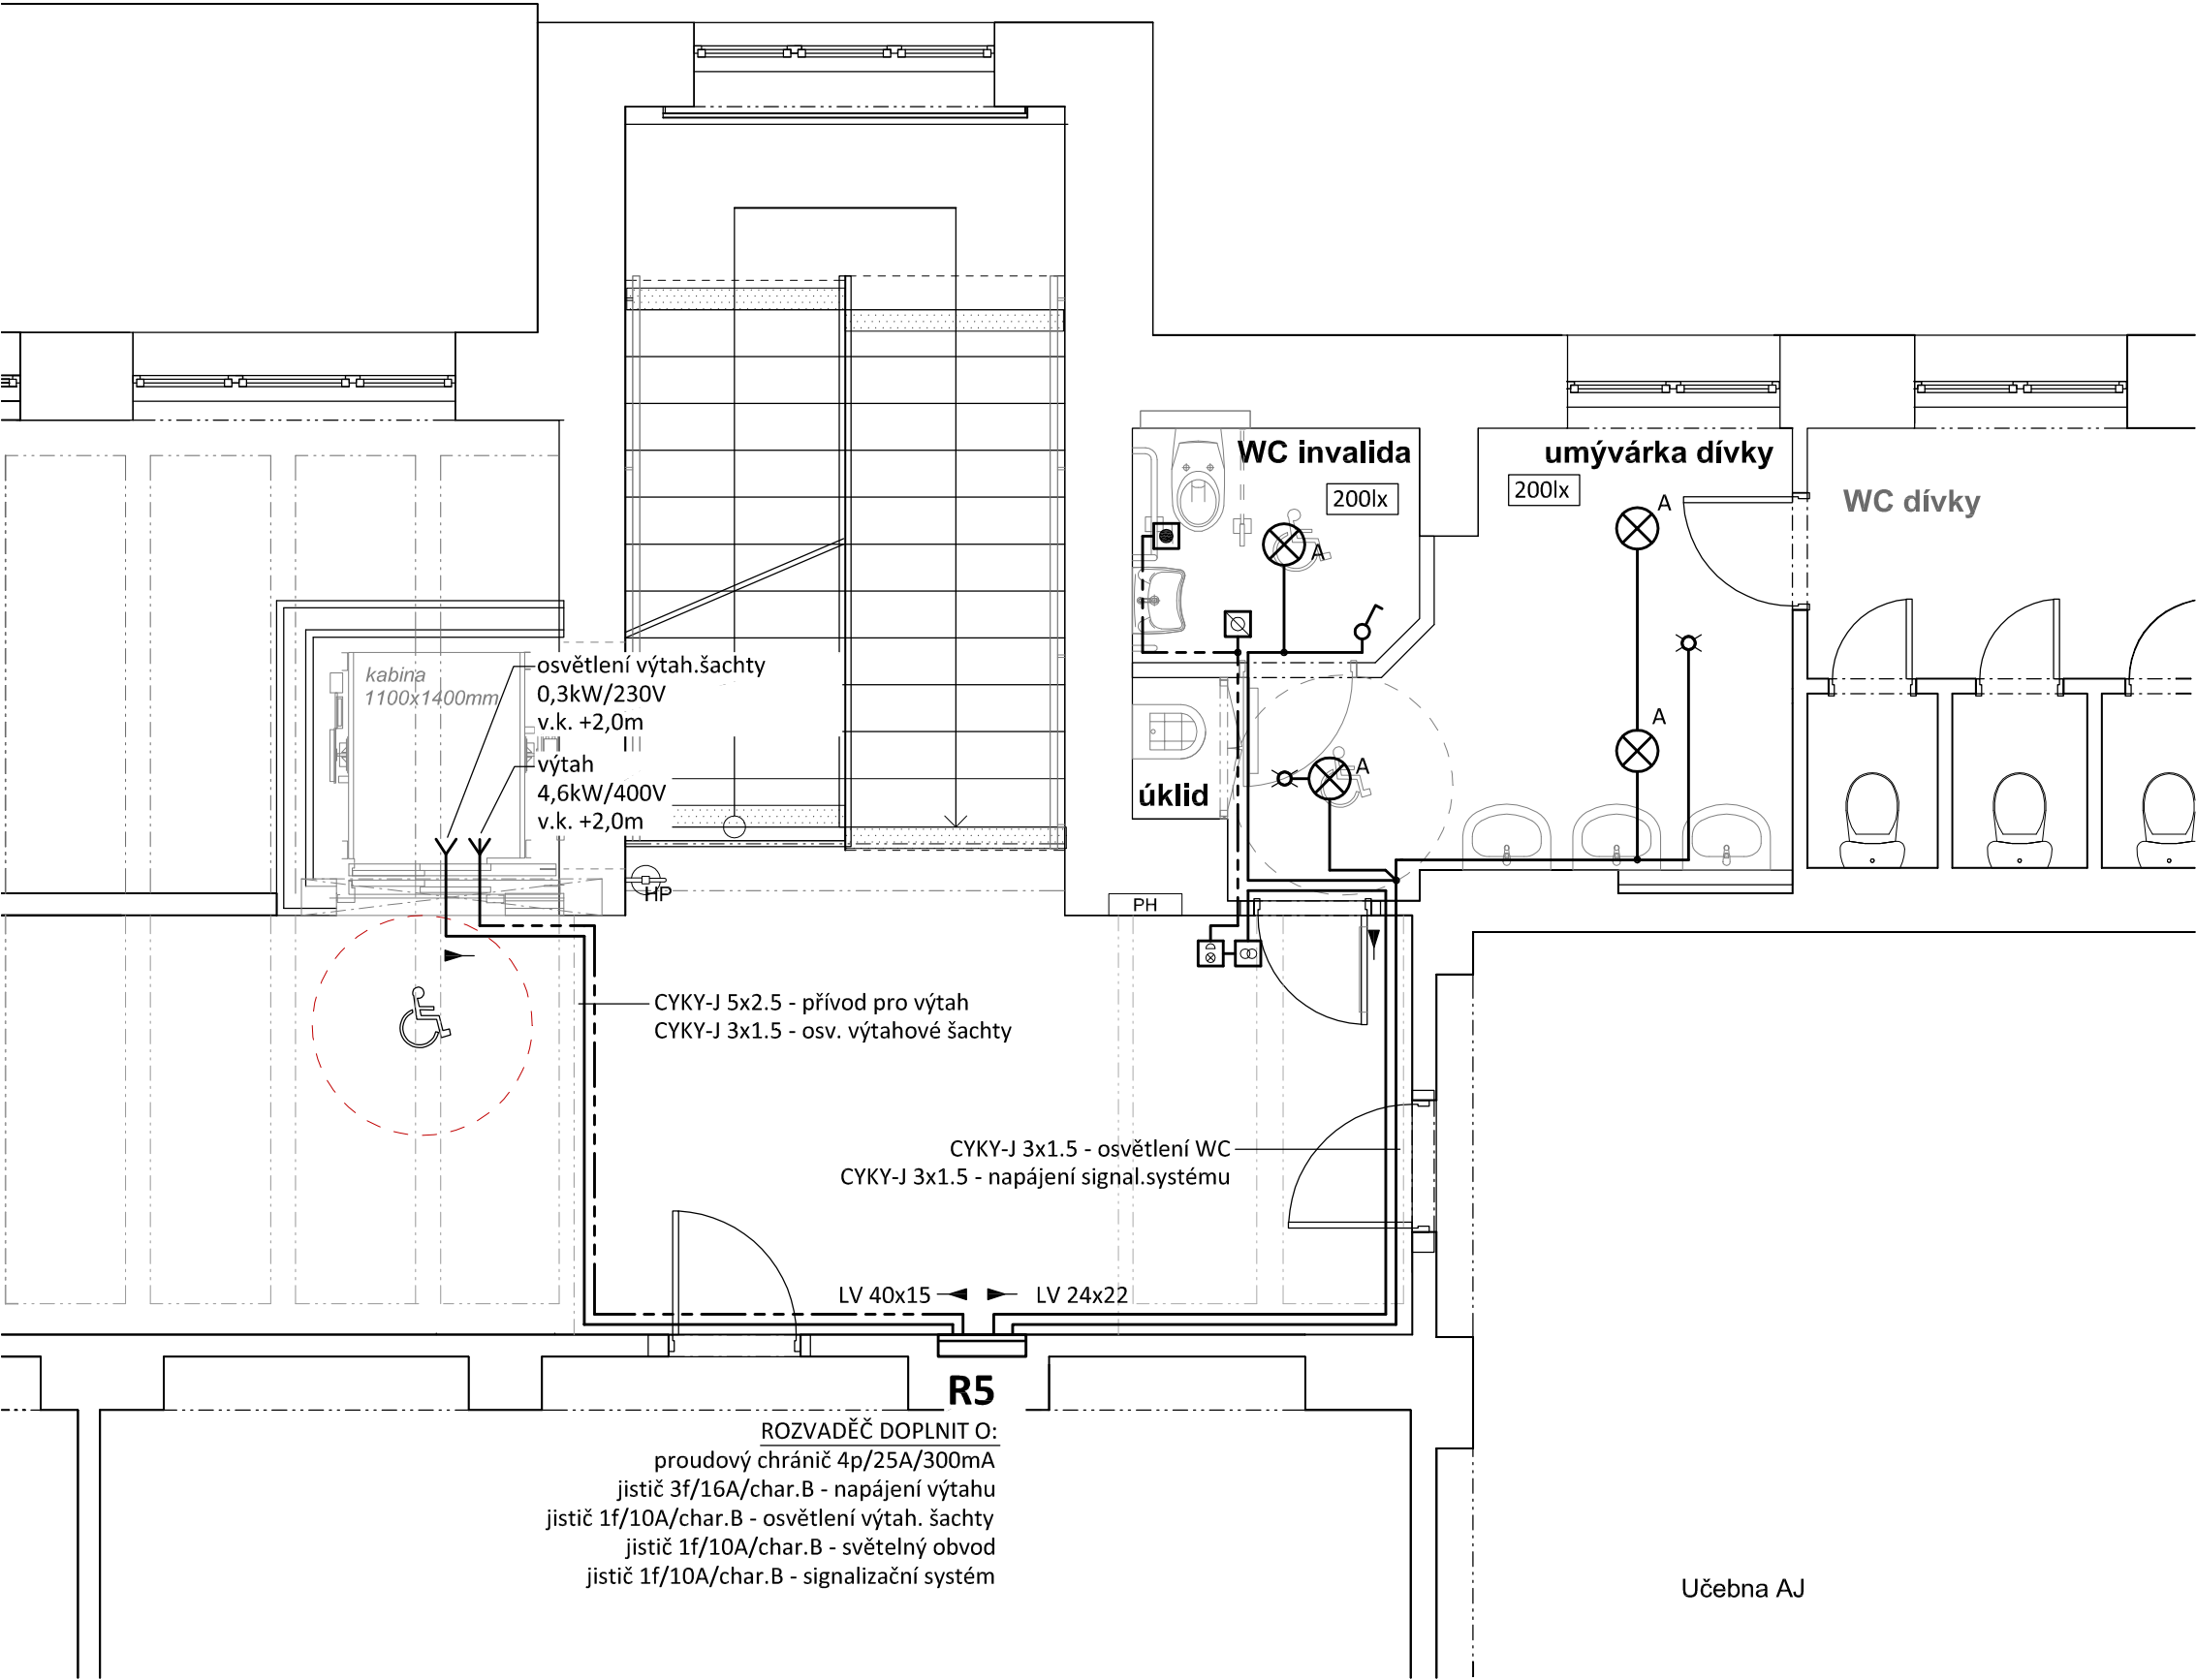 WC invalida
200lx
umývárka dívky
200lx
WC dívky
A
A
A
A
kabina
1100x1400mm
osvětlení výtah.šachty
0,3kW/230V
v.k. +2,0m
výtah
4,6kW/400V
v.k. +2,0m
úklid
HP
PH
CYKY-J 5x2.5 - přívod pro výtah
CYKY-J 3x1.5 - osv. výtahové šachty
CYKY-J 3x1.5 - osvětlení WC
CYKY-J 3x1.5 - napájení signal.systému
LV 40x15
LV 24x22
R5
ROZVADĚČ DOPLNIT O:
proudový chránič 4p/25A/300mA
jistič 3f/16A/char.B - napájení výtahu
jistič 1f/10A/char.B - osvětlení výtah. šachty
jistič 1f/10A/char.B - světelný obvod
jistič 1f/10A/char.B - signalizační systém
Učebna AJ